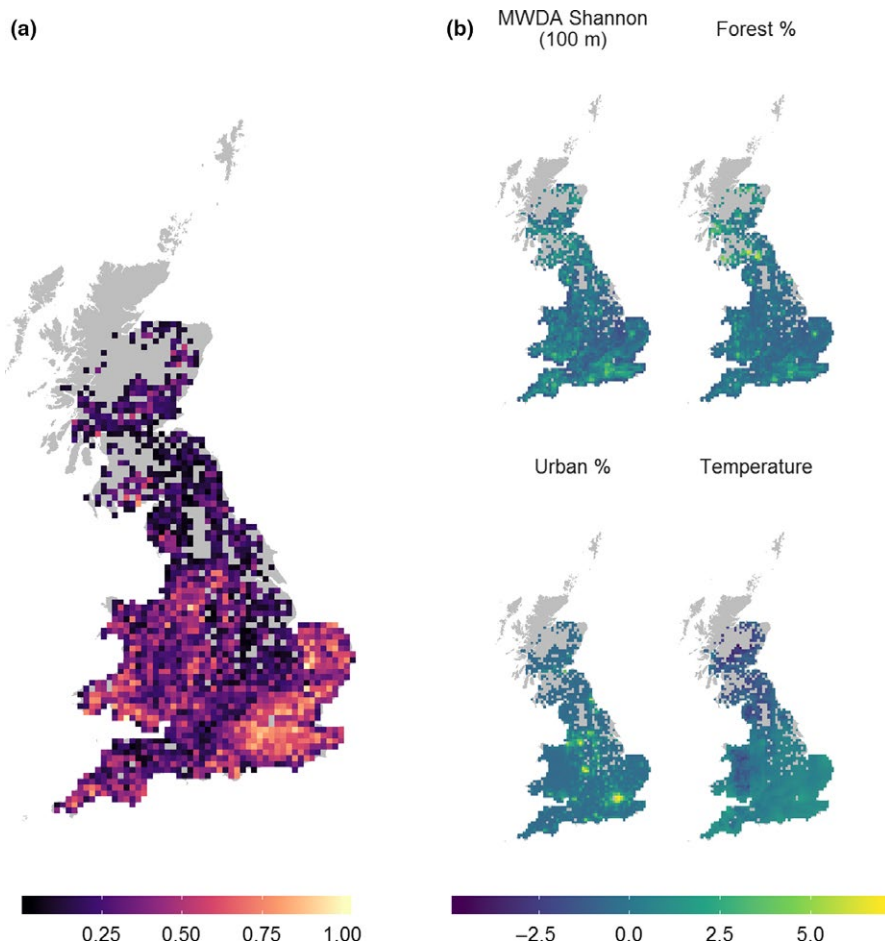 (a)
(b)
MWDA Shannon
(100 m)
Forest %
Urban %
Temperature
0.25 0.50 0.75 1.00
−2.5 0.0 2.5 5.0